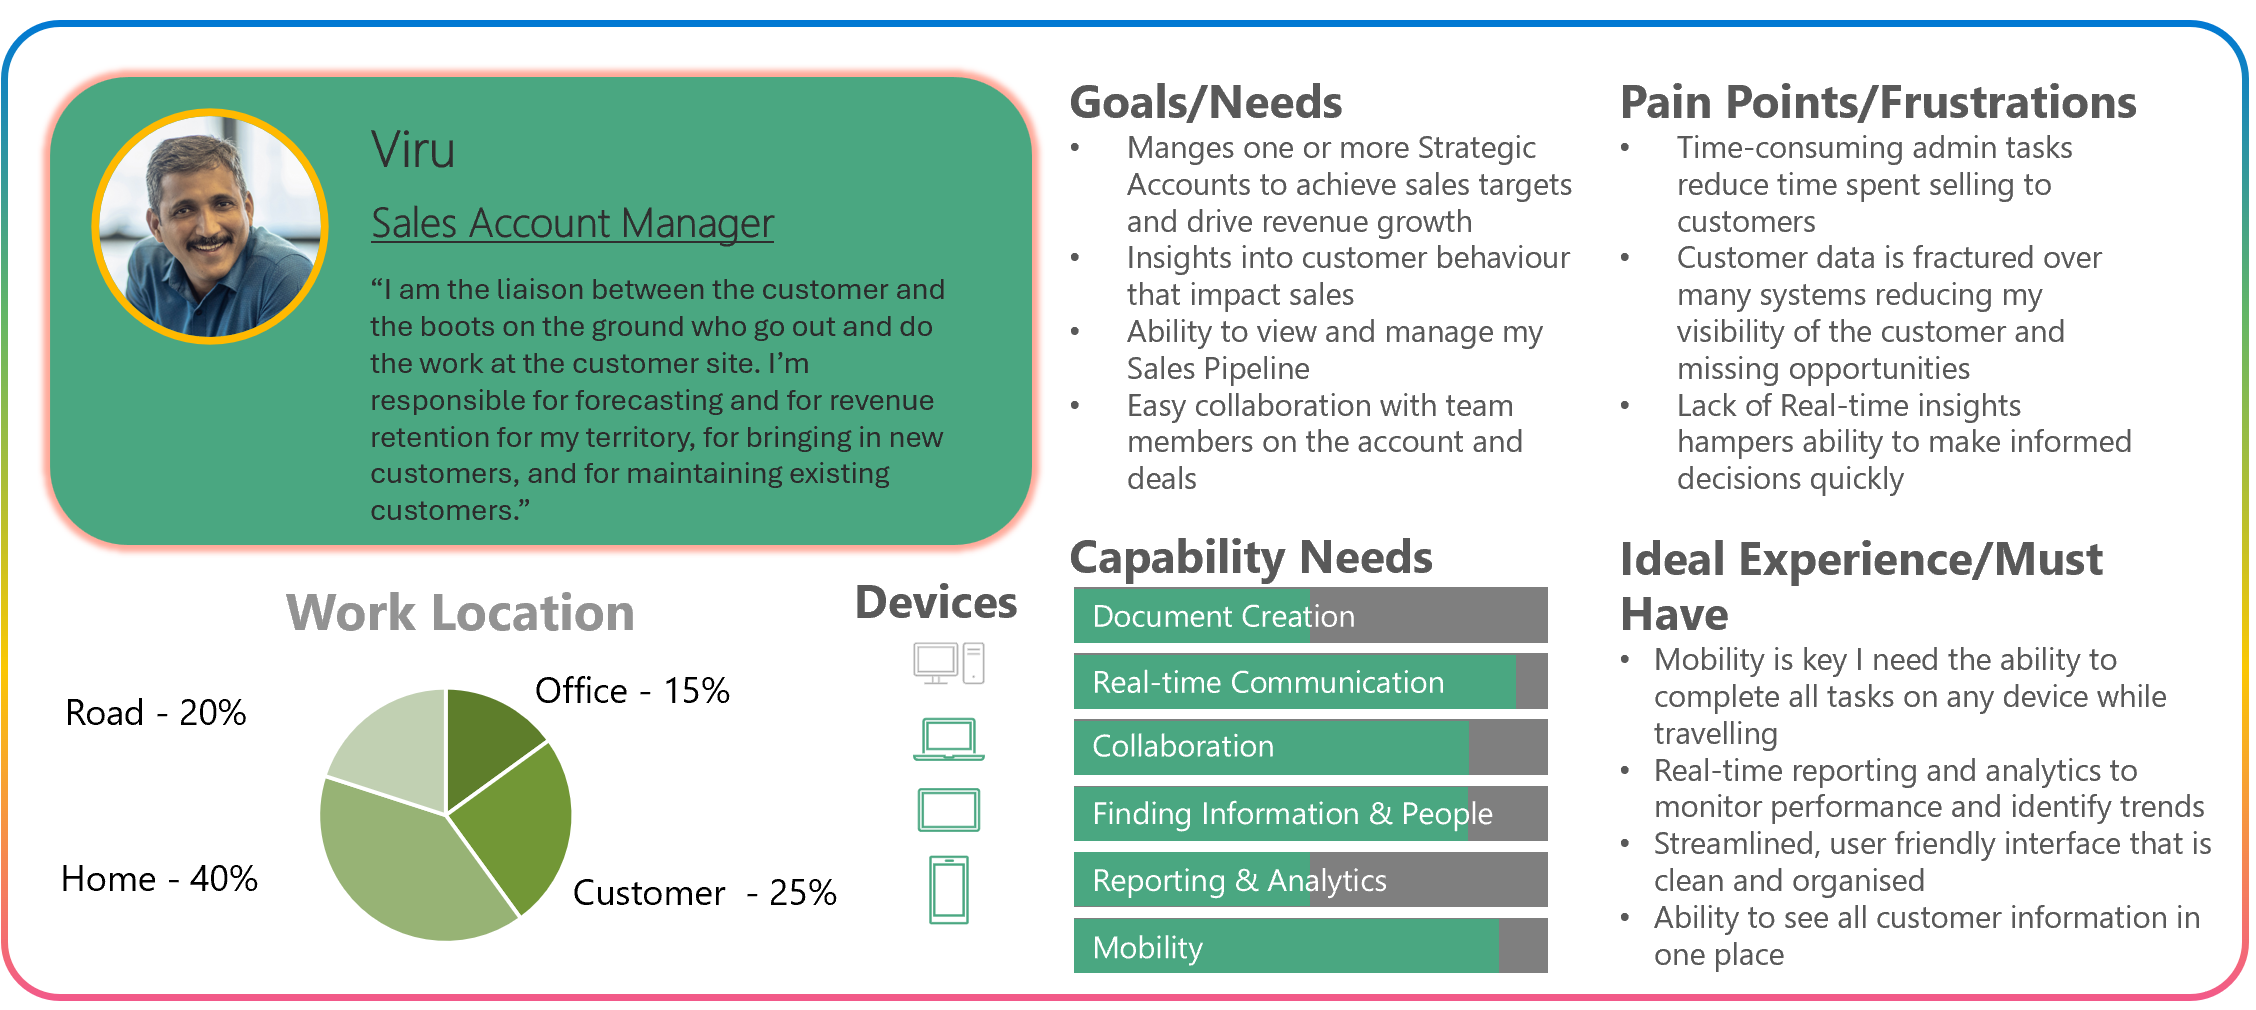 Viru
Sales Account Manager
“I am the liaison between the customer and
the boots on the ground who go out and do
the work at the customer site. I’m
responsible for forecasting and for revenue
retention for my territory, for bringing in new
customers, and for maintaining existing
customers.”
Work Location
Office - 15%
Road - 20%
Home - 40%
Customer  - 25%
Devices
Goals/Needs
• Manges one or more Strategic
Accounts to achieve sales targets
and drive revenue growth
• Insights into customer behaviour
that impact sales
• Ability to view and manage my
Sales Pipeline
• Easy collaboration with team
members on the account and
deals
Capability Needs
Document Creation
Real-time Communication
Collaboration
Finding Information & People
Reporting & Analytics
Mobility
Pain Points/Frustrations
• Time-consuming admin tasks
reduce time spent selling to
customers
• Customer data is fractured over
many systems reducing my
visibility of the customer and
missing opportunities
• Lack of Real-time insights
hampers ability to make informed
decisions quickly
Ideal Experience/Must
Have
• Mobility is key I need the ability to
complete all tasks on any device while
travelling
• Real-time reporting and analytics to
monitor performance and identify trends
• Streamlined, user friendly interface that is
clean and organised
• Ability to see all customer information in
one place